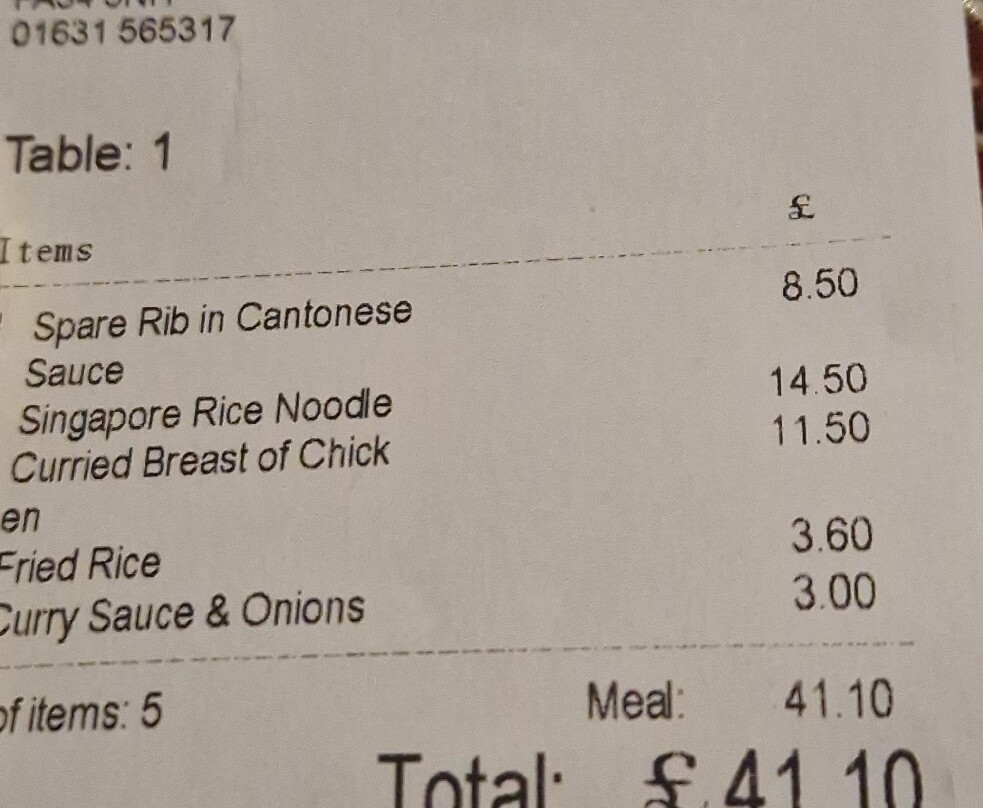 01631 565317
Table: 1
£
Items
Spare Rib in Cantonese 8.50
Sauce
Singapore Rice Noodle 14.50
Curried Breast of Chick 11.50
en
Fried Rice 3.60
Curry Sauce & Onions 3.00
of items: 5 Meal: 41.10
Total: £41.10